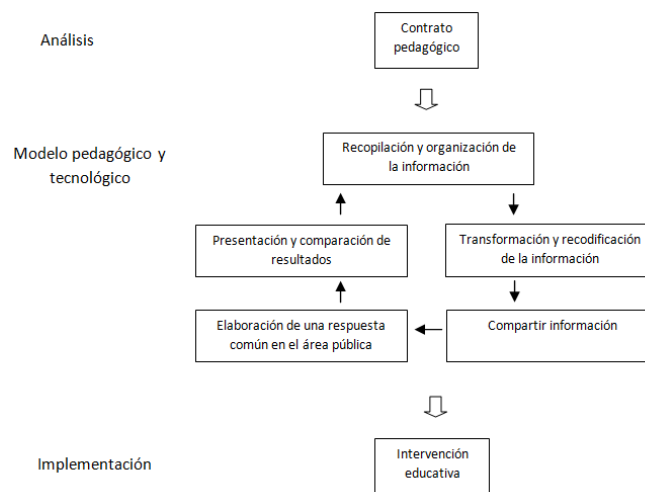 Análisis
Contrato
pedagógico
Modelo pedagógico y
tecnológico
Recopilación y organización de
la información
Presentación y comparación de
resultados
Transformación y recodificación
de la información
Elaboración de una respuesta
común en el área pública
Compartir información
Implementación
Intervención
educativa